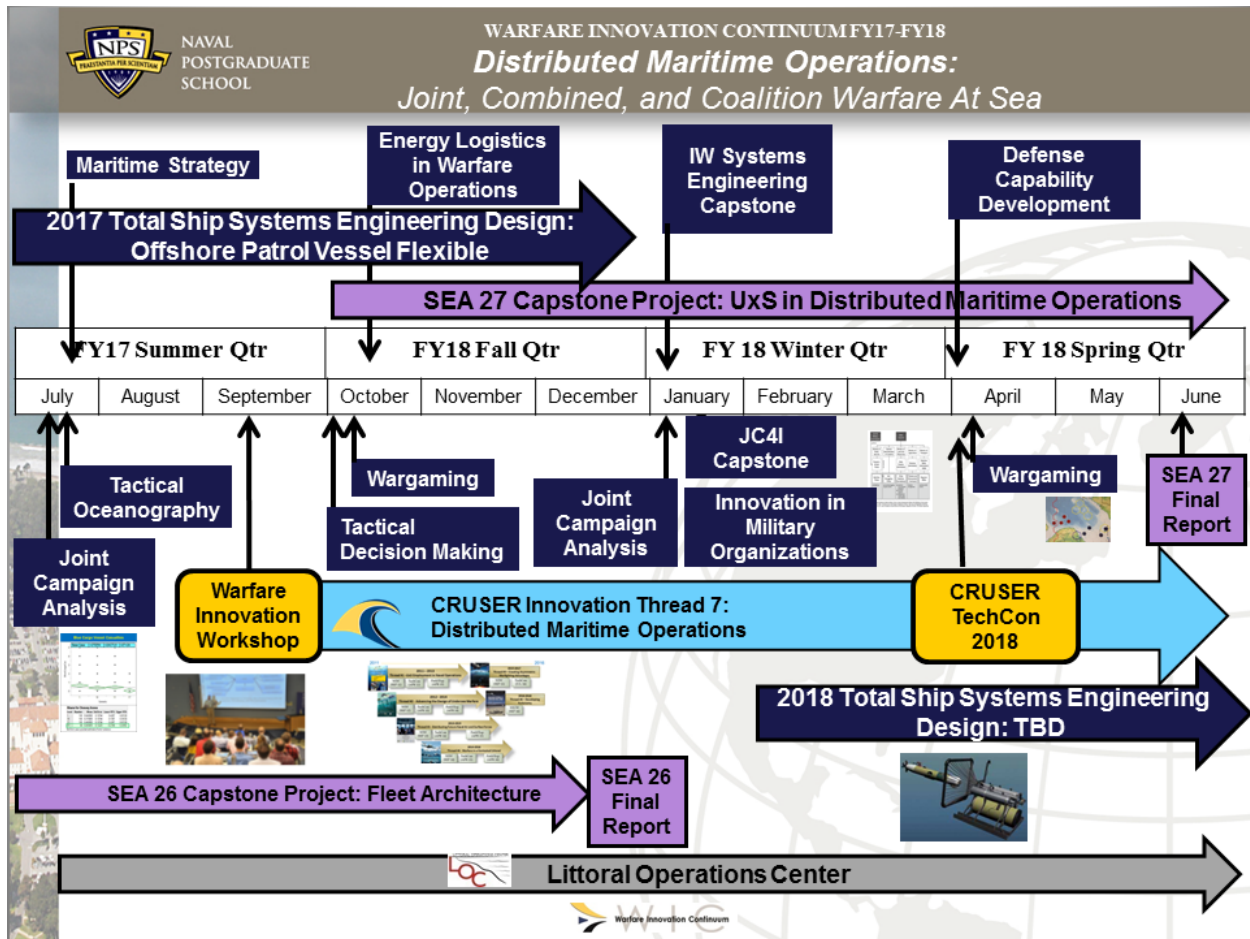 WARFARE INNOVATION CONTINUUM FY17-FY18
NPS
PRAESTANTIA PER SCIENTIAM
NAVAL
POSTGRADUATE
SCHOOL
Distributed Maritime Operations:
Joint, Combined, and Coalition Warfare At Sea
Maritime Strategy
Energy Logistics
in Warfare
Operations
IW Systems
Engineering
Capstone
Defense
Capability
Development
2017 Total Ship Systems Engineering Design:
Offshore Patrol Vessel Flexible
SEA 27 Capstone Project: UxS in Distributed Maritime Operations
FY17 Summer Qtr
FY18 Fall Qtr
FY 18 Winter Qtr
FY 18 Spring Qtr
July
August
September
October
November
December
January
February
March
April
May
June
Tactical
Oceanography
Wargaming
JC4I
Capstone
Wargaming
SEA 27
Final
Report
Joint
Campaign
Analysis
Tactical
Decision Making
Joint
Campaign
Analysis
Innovation in
Military
Organizations
Warfare
Innovation
Workshop
CRUSER Innovation Thread 7:
Distributed Maritime Operations
CRUSER
TechCon
2018
2018 Total Ship Systems Engineering
Design: TBD
SEA 26 Capstone Project: Fleet Architecture
SEA 26
Final
Report
LOC
Littoral Operations Center
WIC
Warfare Innovation Continuum